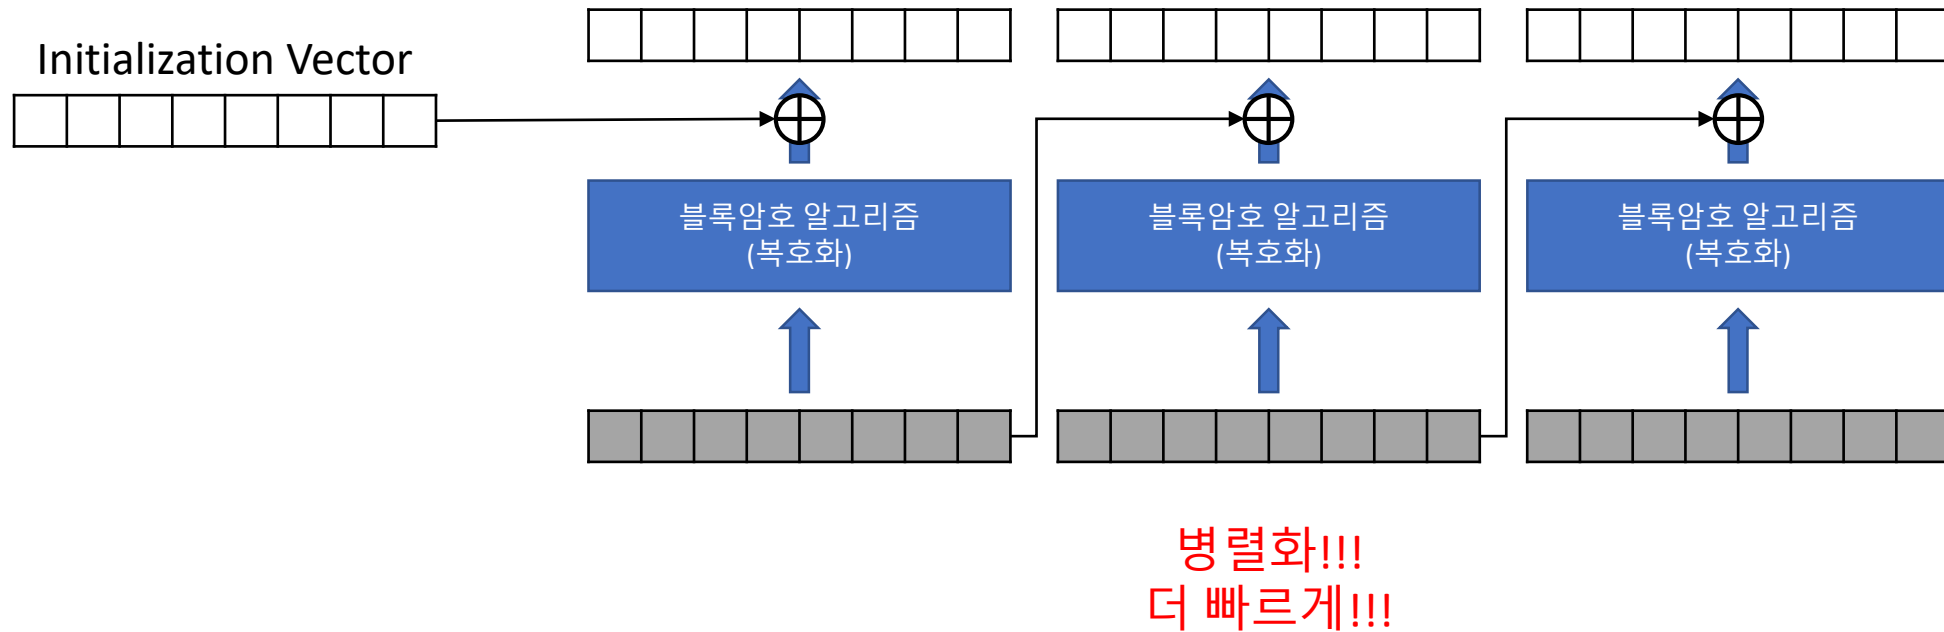 Initialization Vector
블록암호 알고리즘
(복호화)
블록암호 알고리즘
(복호화)
블록암호 알고리즘
(복호화)
병렬화!!!
더 빠르게!!!